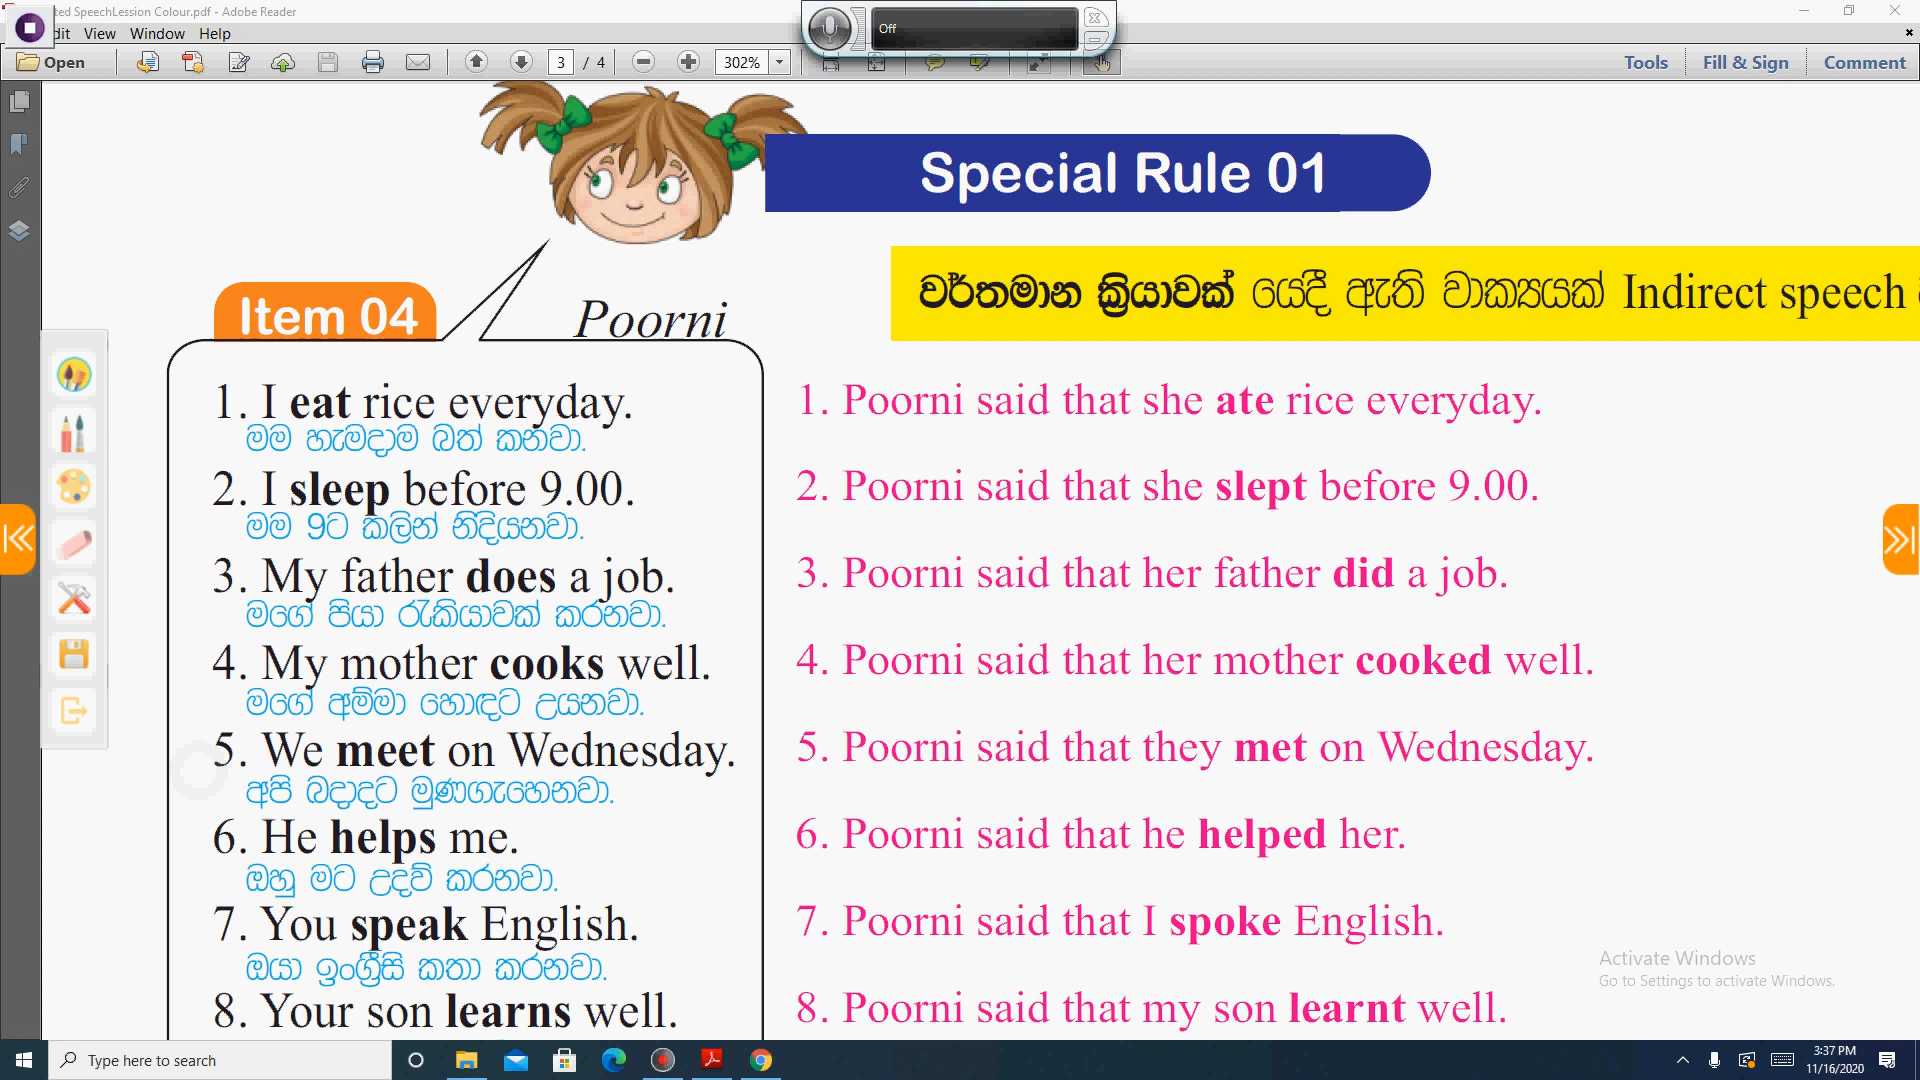 ted SpeechLession Colour.pdf - Adobe Reader
dit View Window Help
Off
Open
3 / 4
302%
Tools Fill & Sign Comment
Special Rule 01
වර්තමාන ක්‍රියාවක් යෙදී ඇති වාක්‍යයක් Indirect speech
Item 04
Poorni
1. I eat rice everyday.
මම හැමදාම බත් කනවා.
2. I sleep before 9.00.
මම 9ට කලින් නිදියනවා.
3. My father does a job.
මගේ පියා රැකියාවක් කරනවා.
4. My mother cooks well.
මගේ අම්මා හොඳට උයනවා.
5. We meet on Wednesday.
අපි බදාදට මුණගැහෙනවා.
6. He helps me.
ඔහු මට උදව් කරනවා.
7. You speak English.
ඔයා ඉංග්‍රීසි කතා කරනවා.
8. Your son learns well.
1. Poorni said that she ate rice everyday.
2. Poorni said that she slept before 9.00.
3. Poorni said that her father did a job.
4. Poorni said that her mother cooked well.
5. Poorni said that they met on Wednesday.
6. Poorni said that he helped her.
7. Poorni said that I spoke English.
8. Poorni said that my son learnt well.
Activate Windows
Go to Settings to activate Windows.
Type here to search
3:37 PM
11/16/2020